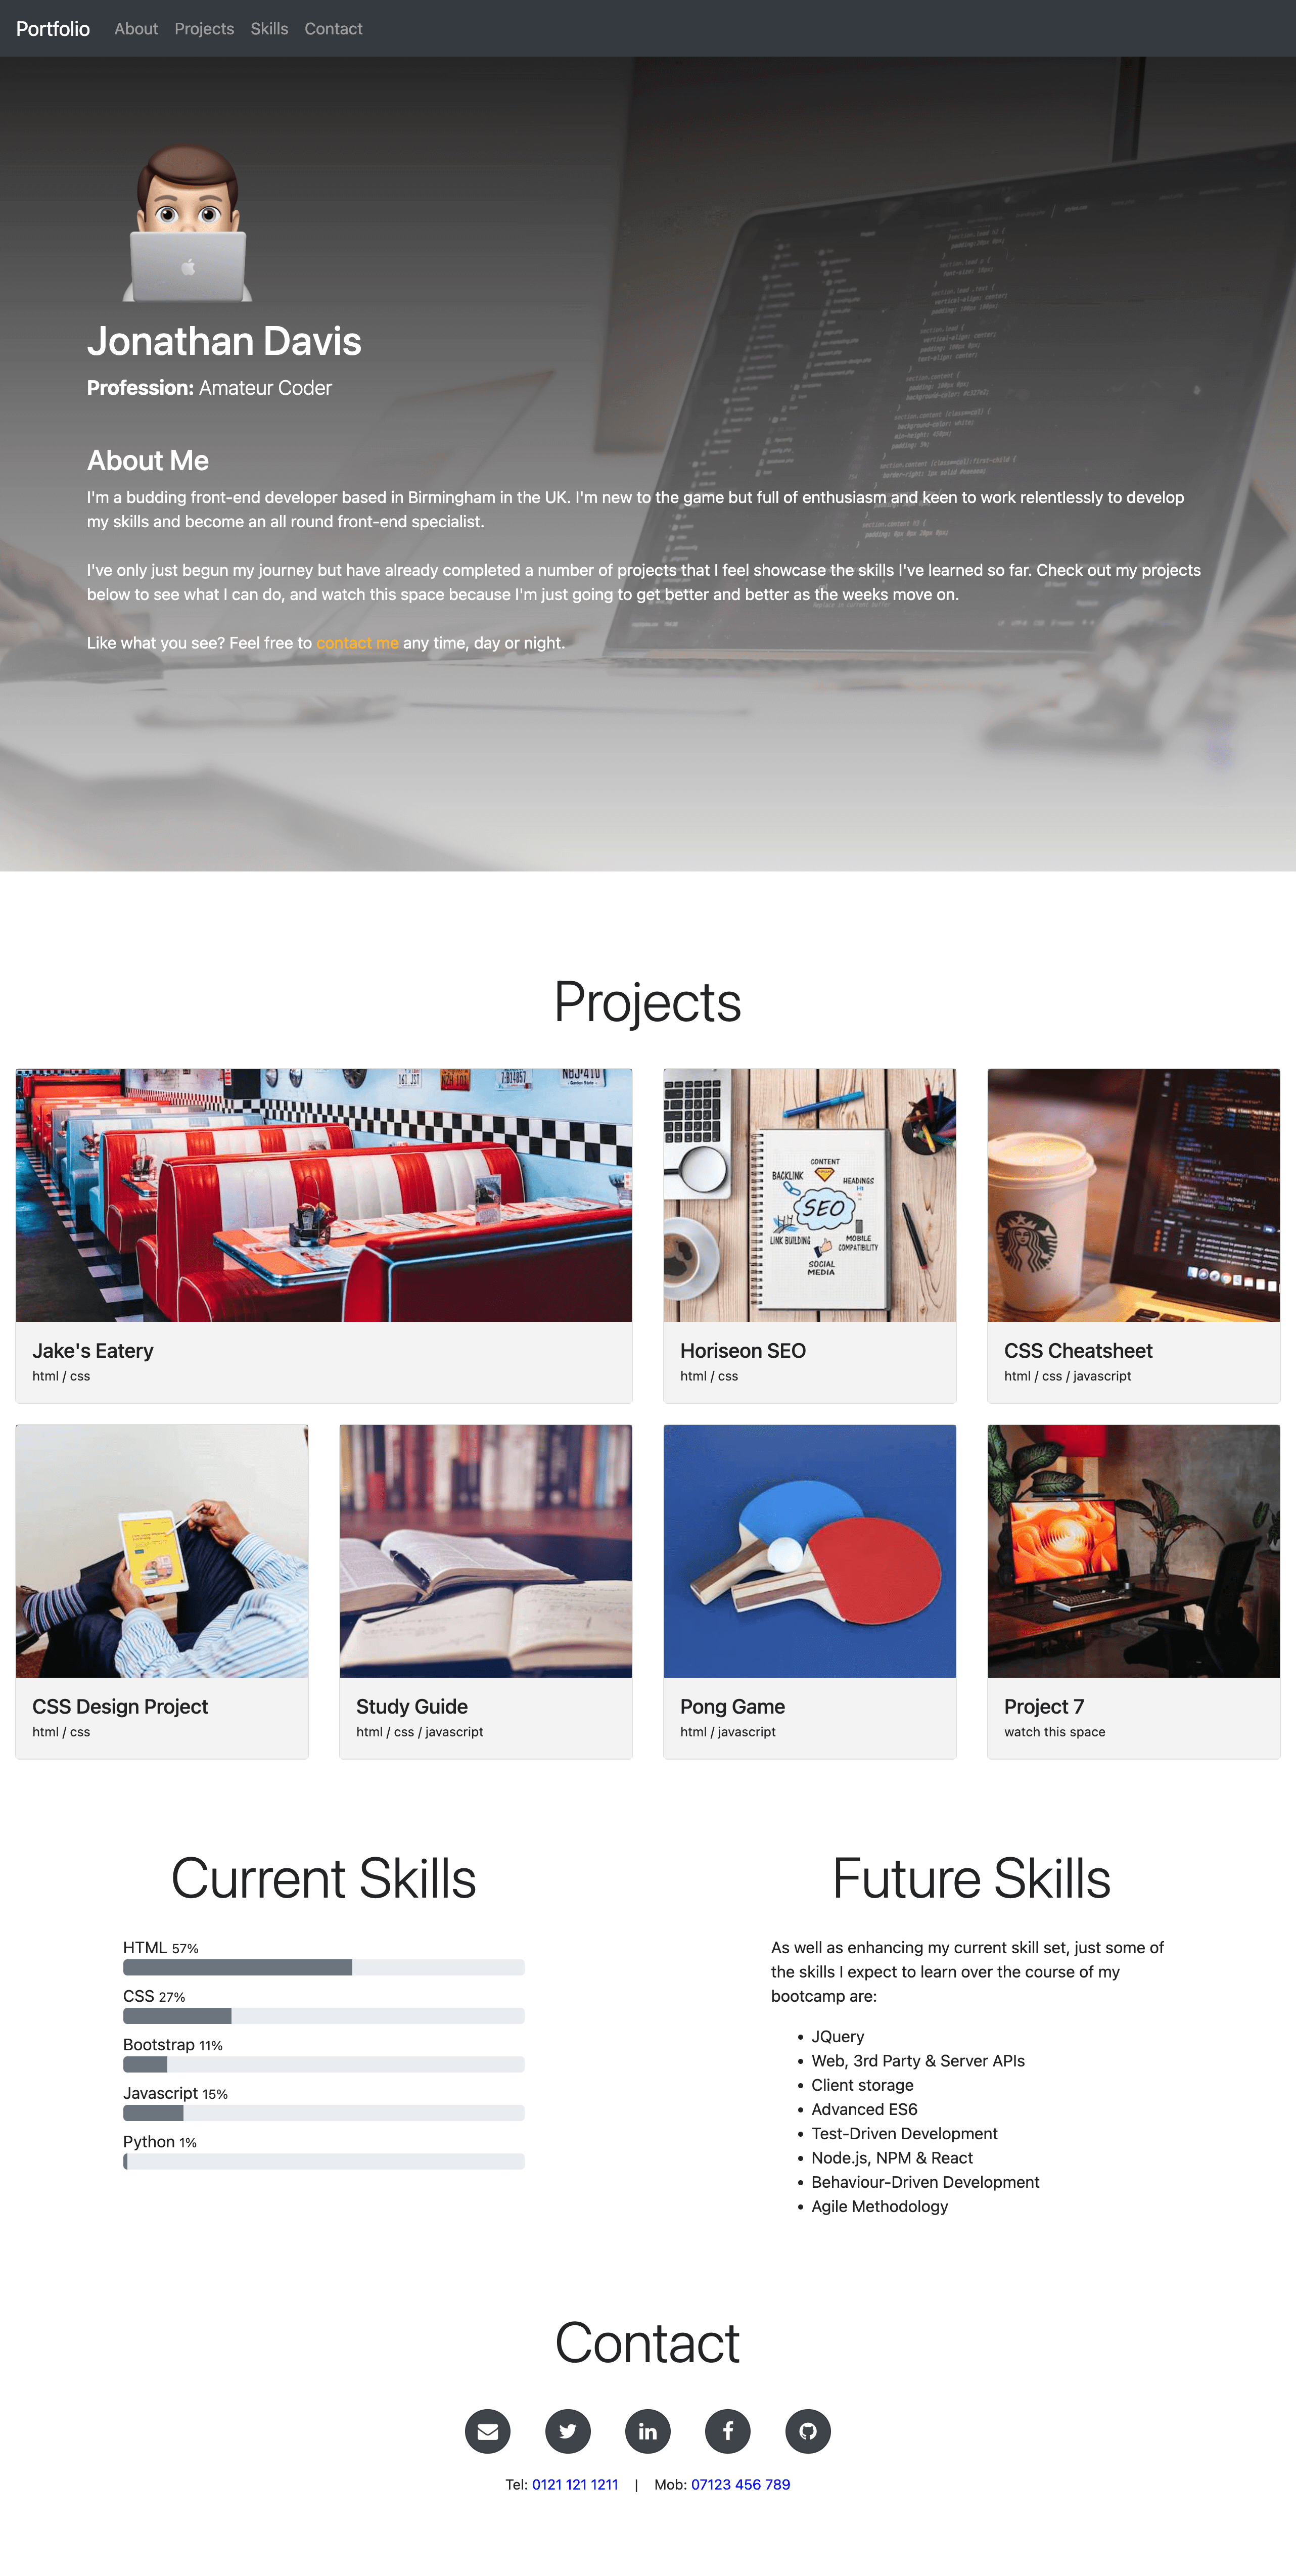 Portfolio About Projects Skills Contact
Jonathan Davis
Profession: Amateur Coder
About Me
I'm a budding front-end developer based in Birmingham in the UK. I'm new to the game but full of enthusiasm and keen to work relentlessly to develop
my skills and become an all round front-end specialist.
I've only just begun my journey but have already completed a number of projects that I feel showcase the skills I've learned so far. Check out my projects
below to see what I can do, and watch this space because I'm just going to get better and better as the weeks move on.
Like what you see? Feel free to contact me any time, day or night.
Projects
CONTENT
BACKLINK
HEADINGS
SEO
LINK BUILDING
MOBILE
COMPATIBILITY
SOCIAL
MEDIA
Jake's Eatery
html / css
Horiseon SEO
html / css
CSS Cheatsheet
html / css / javascript
CSS Design Project
html / css
Study Guide
html / css / javascript
Pong Game
html / javascript
Project 7
watch this space
Current Skills
HTML 57%
CSS 27%
Bootstrap 11%
Javascript 15%
Python 1%
Future Skills
As well as enhancing my current skill set, just some of
the skills I expect to learn over the course of my
bootcamp are:
• JQuery
• Web, 3rd Party & Server APIs
• Client storage
• Advanced ES6
• Test-Driven Development
• Node.js, NPM & React
• Behaviour-Driven Development
• Agile Methodology
Contact
Tel: 0121 121 1211 | Mob: 07123 456 789